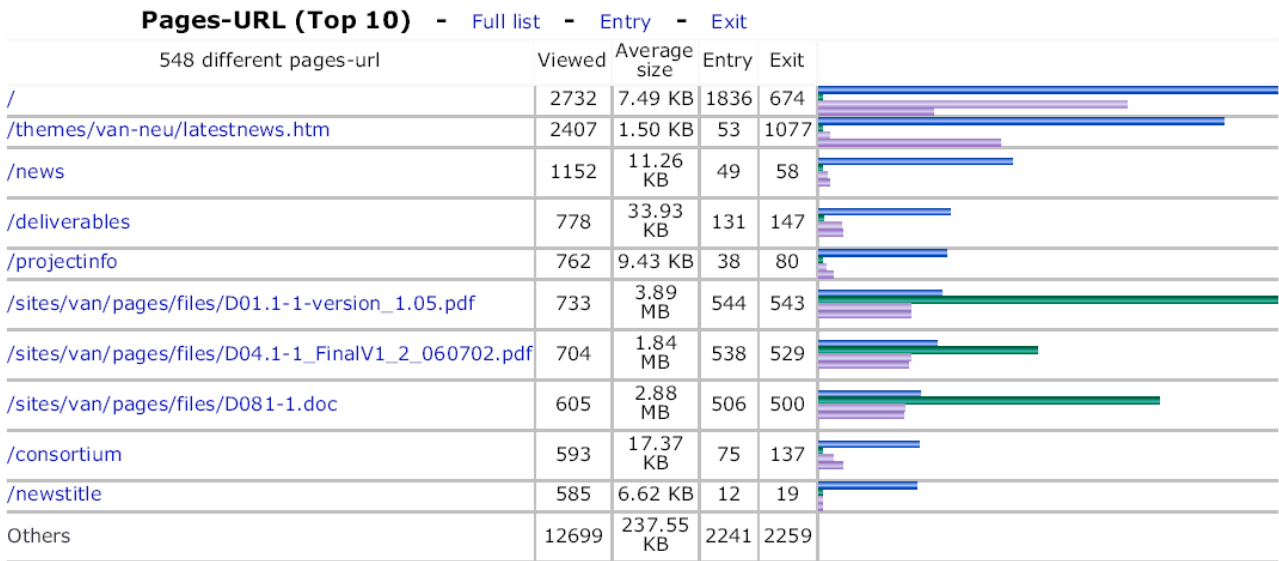 Pages-URL (Top 10) - Full list - Entry - Exit
548 different pages-url Viewed Average size Entry Exit
/ 2732 7.49 KB 1836 674
/themes/van-neu/latestnews.htm 2407 1.50 KB 53 1077
/news 1152 11.26 KB 49 58
/deliverables 778 33.93 KB 131 147
/projectinfo 762 9.43 KB 38 80
/sites/van/pages/files/D01.1-1-version_1.05.pdf 733 3.89 MB 544 543
/sites/van/pages/files/D04.1-1_FinalV1_2_060702.pdf 704 1.84 MB 538 529
/sites/van/pages/files/D081-1.doc 605 2.88 MB 506 500
/consortium 593 17.37 KB 75 137
/newstitle 585 6.62 KB 12 19
Others 12699 237.55 KB 2241 2259